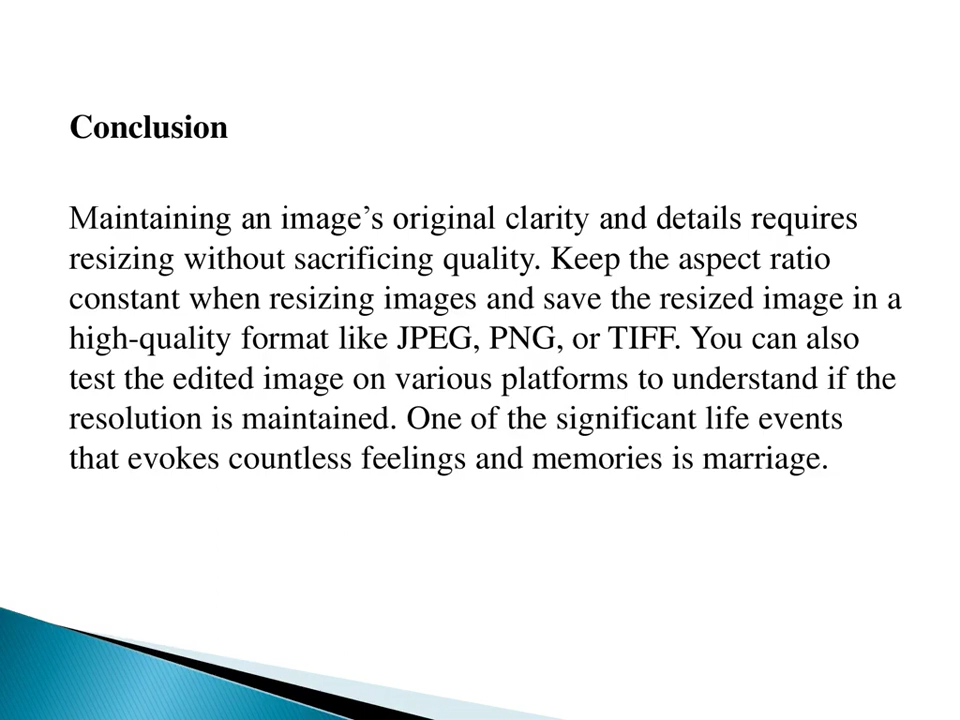 Conclusion
Maintaining an image’s original clarity and details requires
resizing without sacrificing quality. Keep the aspect ratio
constant when resizing images and save the resized image in a
high-quality format like JPEG, PNG, or TIFF. You can also
test the edited image on various platforms to understand if the
resolution is maintained. One of the significant life events
that evokes countless feelings and memories is marriage.